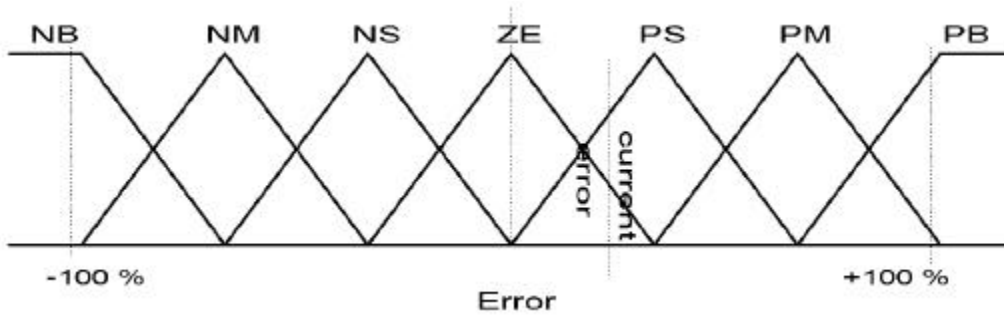 NB NM NS ZE PS PM PB
current
error
-100 %
+100 %
Error